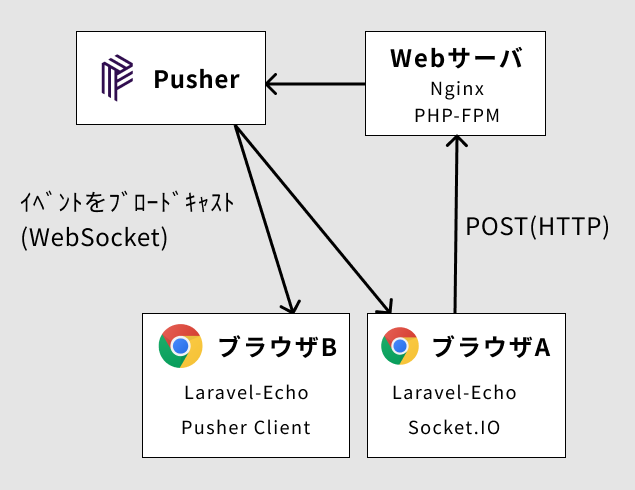 Pusher
Webサーバ
Nginx
PHP-FPM
ｲﾍﾞﾝﾄをﾌﾞﾛｰﾄﾞｷｬｽﾄ
(WebSocket)
POST(HTTP)
ブラウザB
Laravel-Echo
Pusher Client
ブラウザA
Laravel-Echo
Socket.IO